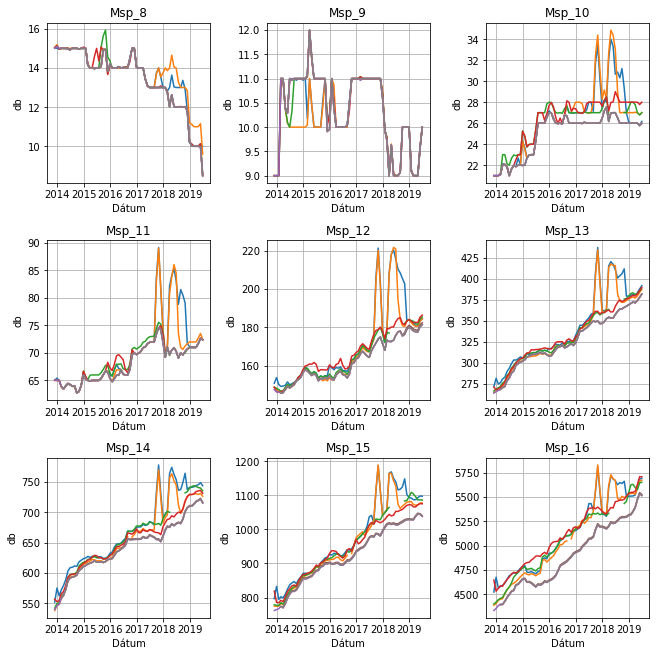 Msp_8 Msp_9 Msp_10
16 14 12 10
db
2014 2015 2016 2017 2018 2019
Dátum
12.0 11.5 11.0 10.5 10.0 9.5 9.0
db
2014 2015 2016 2017 2018 2019
Dátum
34 32 30 28 26 24 22
db
2014 2015 2016 2017 2018 2019
Dátum
Msp_11 Msp_12 Msp_13
90 85 80 75 70 65
db
2014 2015 2016 2017 2018 2019
Dátum
220 200 180 160
db
2014 2015 2016 2017 2018 2019
Dátum
425 400 375 350 325 300 275
db
2014 2015 2016 2017 2018 2019
Dátum
Msp_14 Msp_15 Msp_16
750 700 650 600 550
db
2014 2015 2016 2017 2018 2019
Dátum
1200 1100 1000 900 800
db
2014 2015 2016 2017 2018 2019
Dátum
5750 5500 5250 5000 4750 4500
db
2014 2015 2016 2017 2018 2019
Dátum